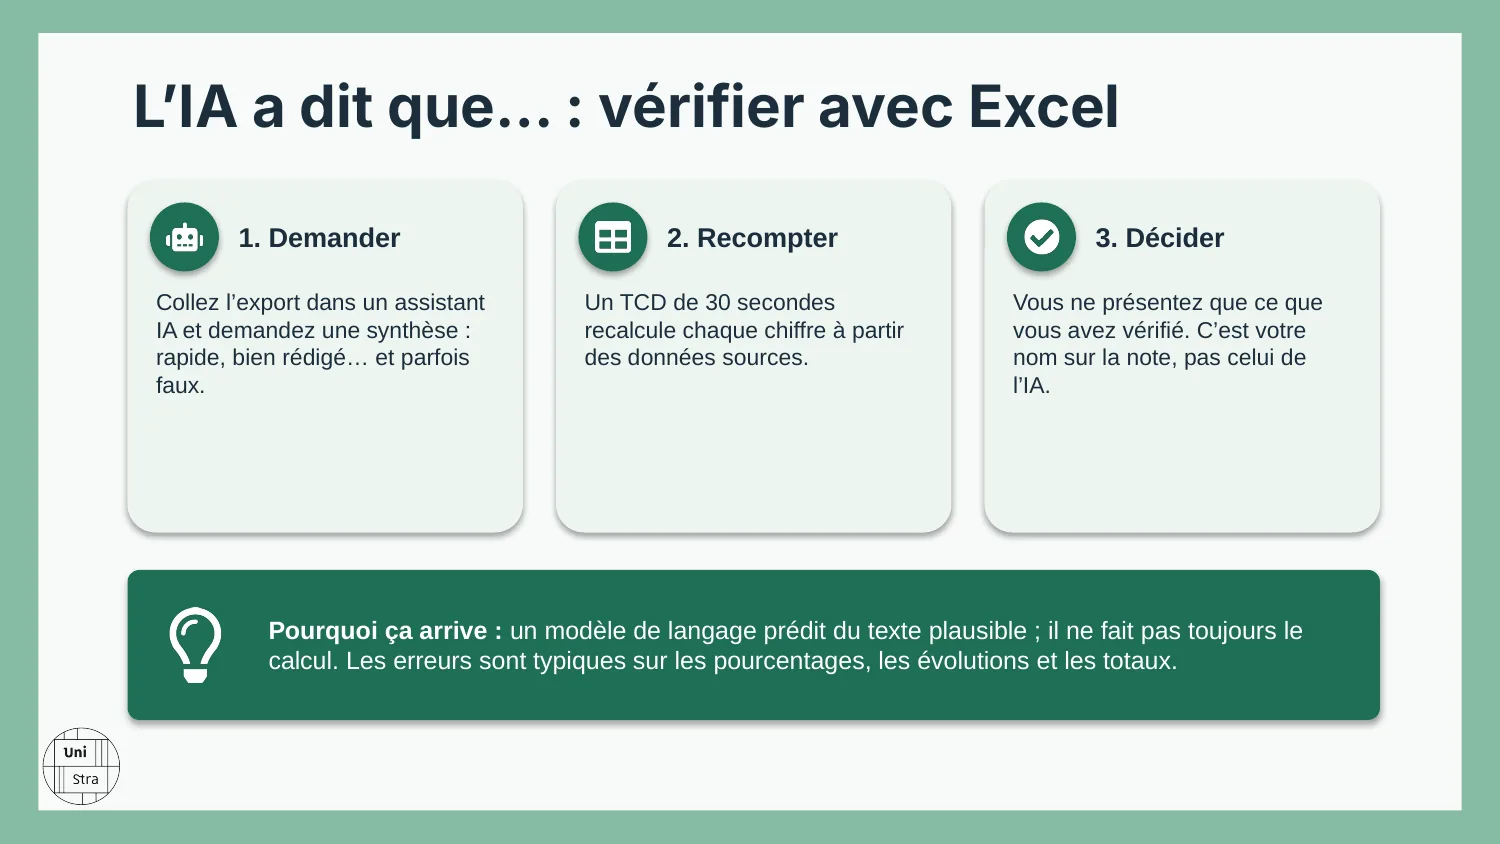 L’IA a dit que… : vérifier avec Excel
1. Demander
Collez l’export dans un assistant
IA et demandez une synthèse :
rapide, bien rédigé… et parfois
faux.
2. Recompter
Un TCD de 30 secondes
recalcule chaque chiffre à partir
des données sources.
3. Décider
Vous ne présentez que ce que
vous avez vérifié. C’est votre
nom sur la note, pas celui de
l’IA.
Pourquoi ça arrive : un modèle de langage prédit du texte plausible ; il ne fait pas toujours le
calcul. Les erreurs sont typiques sur les pourcentages, les évolutions et les totaux.
Uni
Stra